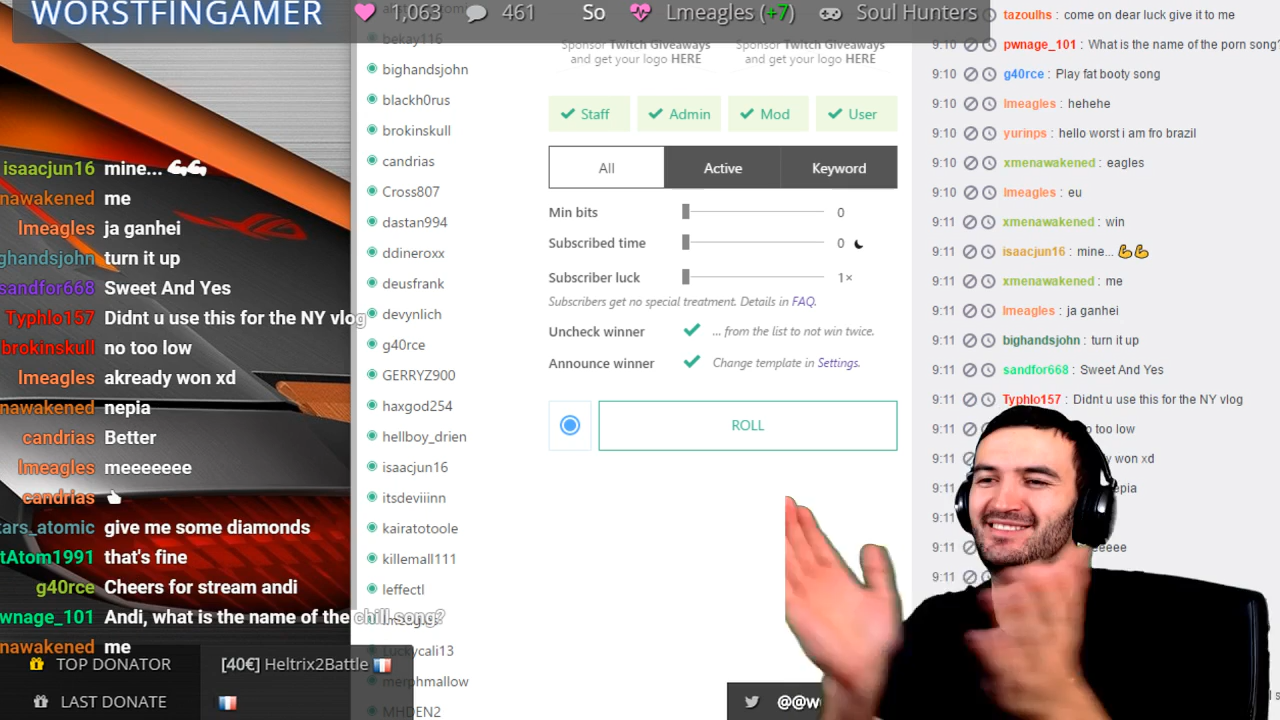 WORSTFINGAMER
1,063
461
So
Lmeagles (+7)
Soul Hunters
isaacjun16 mine... 💪💪
nawakened me
lmeagles ja ganhei
ghandsjohn turn it up
sandfor668 Sweet And Yes
Typhlo157 Didnt u use this for the NY vlog
brokinskull no too low
lmeagles akready won xd
nawakened nepia
candrias Better
lmeagles meeeeeee
candrias 👆
ars_atomic give me some diamonds
tAtom1991 that's fine
g40rce Cheers for stream andi
wnage_101 Andi, what is the name of the chill song?
nawakened me
TOP DONATOR
[40€] Heltrix2Battle 🇫🇷
LAST DONATE
🇫🇷
bekay116
bighandsjohn
blackh0rus
brokinskull
candrias
Cross807
dastan994
ddineroxx
deusfrank
devynlich
g40rce
GERRYZ900
haxgod254
hellboy_drien
isaacjun16
itsdeviiinn
kairatotoole
killemall111
leffectl
lmeagles
Luckycali13
merphmallow
MHDEN2
Sponsor Twitch Giveaways
and get your logo HERE
Sponsor Twitch Giveaways
and get your logo HERE
Staff
Admin
Mod
User
All
Active
Keyword
Min bits 0
Subscribed time 0
Subscriber luck 1×
Subscribers get no special treatment. Details in FAQ.
Uncheck winner ... from the list to not win twice.
Announce winner Change template in Settings.
ROLL
@@w
tazoulhs : come on dear luck give it to me
9:10 pwnage_101 : What is the name of the porn song?
9:10 g40rce : Play fat booty song
9:10 lmeagles : hehehe
9:10 yurinps : hello worst i am fro brazil
9:10 xmenawakened : eagles
9:10 lmeagles : eu
9:11 xmenawakened : win
9:11 isaacjun16 : mine... 💪💪
9:11 xmenawakened : me
9:11 lmeagles : ja ganhei
9:11 bighandsjohn : turn it up
9:11 sandfor668 : Sweet And Yes
9:11 Typhlo157 : Didnt u use this for the NY vlog
9:11 too low
9:11 won xd
9:11 epia
9:11
9:11 eeee
9:11